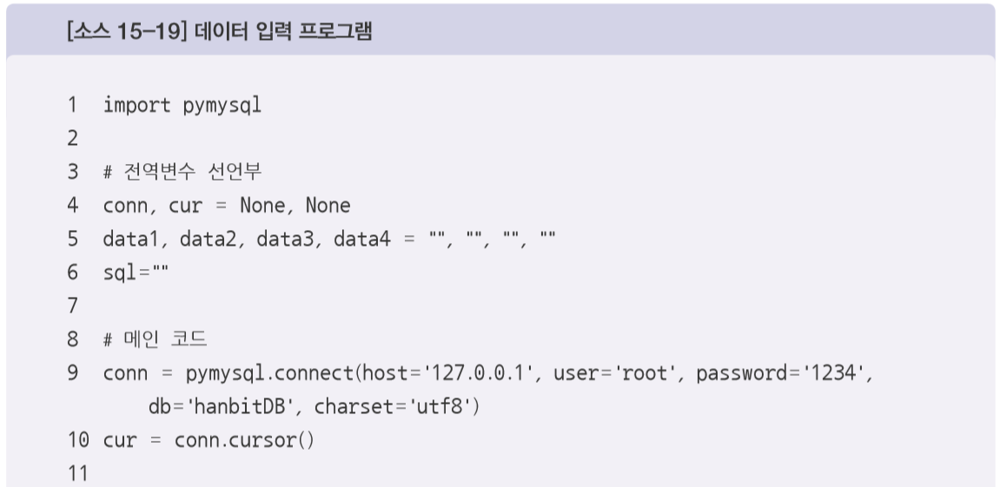 [소스 15–19] 데이터 입력 프로그램
1 import pymysql
2
3 # 전역변수 선언부
4 conn, cur = None, None
5 data1, data2, data3, data4 = "", "", "", ""
6 sql=""
7
8 # 메인 코드
9 conn = pymysql.connect(host='127.0.0.1', user='root', password='1234',
db='hanbitDB', charset='utf8')
10 cur = conn.cursor()
11